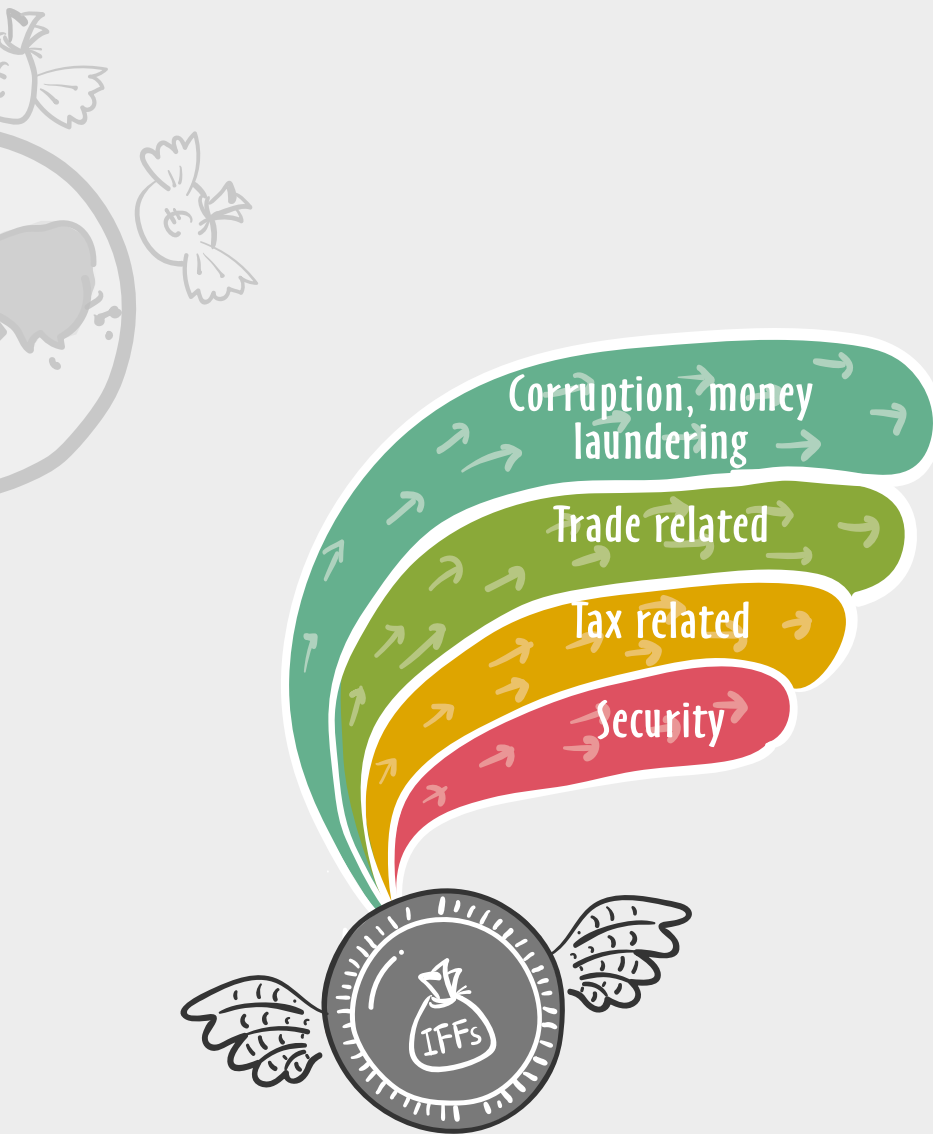 Corruption, money
laundering
Trade related
Tax related
Security
IFFs